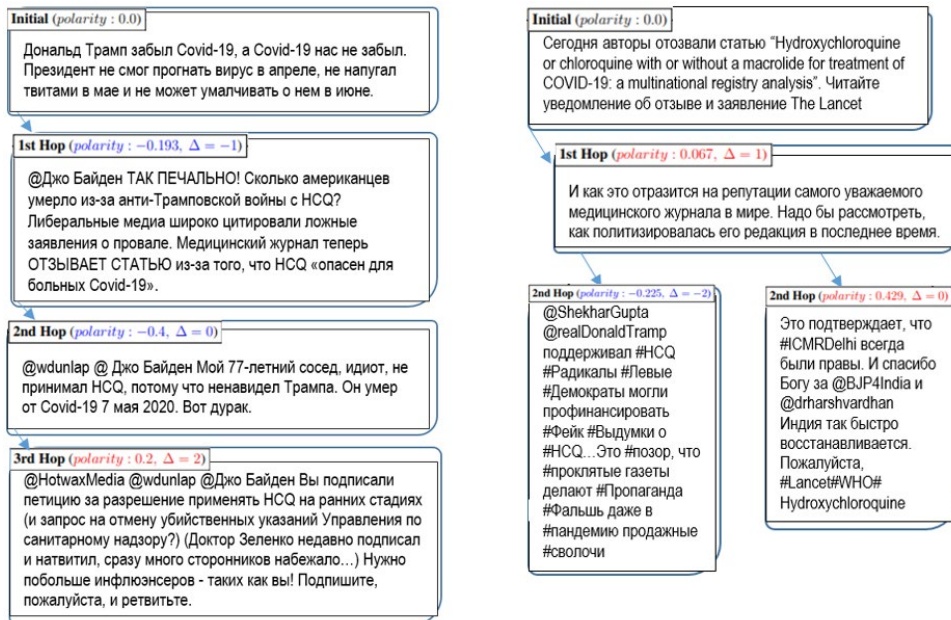 Initial (polarity : 0.0)
Дональд Трамп забыл Covid-19, а Covid-19 нас не забыл.
Президент не смог прогнать вирус в апреле, не напугал
твитами в мае и не может умалчивать о нем в июне.
1st Hop (polarity : −0.193, Δ = −1)
@Джо Байден ТАК ПЕЧАЛЬНО! Сколько американцев
умерло из-за анти-Трамповской войны с HCQ?
Либеральные медиа широко цитировали ложные
заявления о провале. Медицинский журнал теперь
ОТЗЫВАЕТ СТАТЬЮ из-за того, что HCQ «опасен для
больных Covid-19».
2nd Hop (polarity : −0.4, Δ = 0)
@wdunlap @ Джо Байден Мой 77-летний сосед, идиот, не
принимал HCQ, потому что ненавидел Трампа. Он умер
от Covid-19 7 мая 2020. Вот дурак.
3rd Hop (polarity : 0.2, Δ = 2)
@HotwaxMedia @wdunlap @Джо Байден Вы подписали
петицию за разрешение применять HCQ на ранних стадиях
(и запрос на отмену убийственных указаний Управления по
санитарному надзору?) (Доктор Зеленко недавно подписал
и натвитил, сразу много сторонников набежало...) Нужно
побольше инфлюэнсеров - таких как вы! Подпишите,
пожалуйста, и ретвитьте.
Initial (polarity : 0.0)
Сегодня авторы отозвали статью “Hydroxychloroquine
or chloroquine with or without a macrolide for treatment of
COVID-19: a multinational registry analysis”. Читайте
уведомление об отзыве и заявление The Lancet
1st Hop (polarity : 0.067, Δ = 1)
И как это отразится на репутации самого уважаемого
медицинского журнала в мире. Надо бы рассмотреть,
как политизировалась его редакция в последнее время.
2nd Hop (polarity : −0.225, Δ = −2)
@ShekharGupta
@realDonaldTramp
поддерживал #HCQ
#Радикалы #Левые
#Демократы могли
профинансировать
#Фейк #Выдумки о
#HCQ...Это #позор, что
#проклятые газеты
делают #Пропаганда
#Фальшь даже в
#пандемию продажные
#сволочи
2nd Hop (polarity : 0.429, Δ = 0)
Это подтверждает, что
#ICMRDelhi всегда
были правы. И спасибо
Богу за @BJP4India и
@drharshvardhan
Индия так быстро
восстанавливается.
Пожалуйста,
#Lancet#WHO#
Hydroxychloroquine